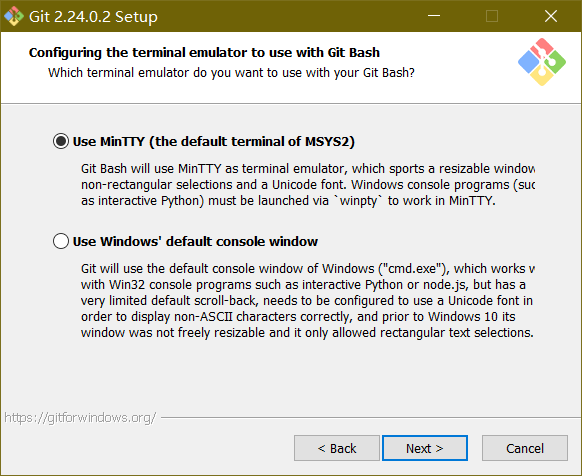 Git 2.24.0.2 Setup
Configuring the terminal emulator to use with Git Bash
Which terminal emulator do you want to use with your Git Bash?
Use MinTTY (the default terminal of MSYS2)
Git Bash will use MinTTY as terminal emulator, which sports a resizable window
non-rectangular selections and a Unicode font. Windows console programs (suc
as interactive Python) must be launched via `winpty` to work in MinTTY.
Use Windows' default console window
Git will use the default console window of Windows ("cmd.exe"), which works w
with Win32 console programs such as interactive Python or node.js, but has a
very limited default scroll-back, needs to be configured to use a Unicode font in
order to display non-ASCII characters correctly, and prior to Windows 10 its
window was not freely resizable and it only allowed rectangular text selections.
https://gitforwindows.org/
< Back
Next >
Cancel